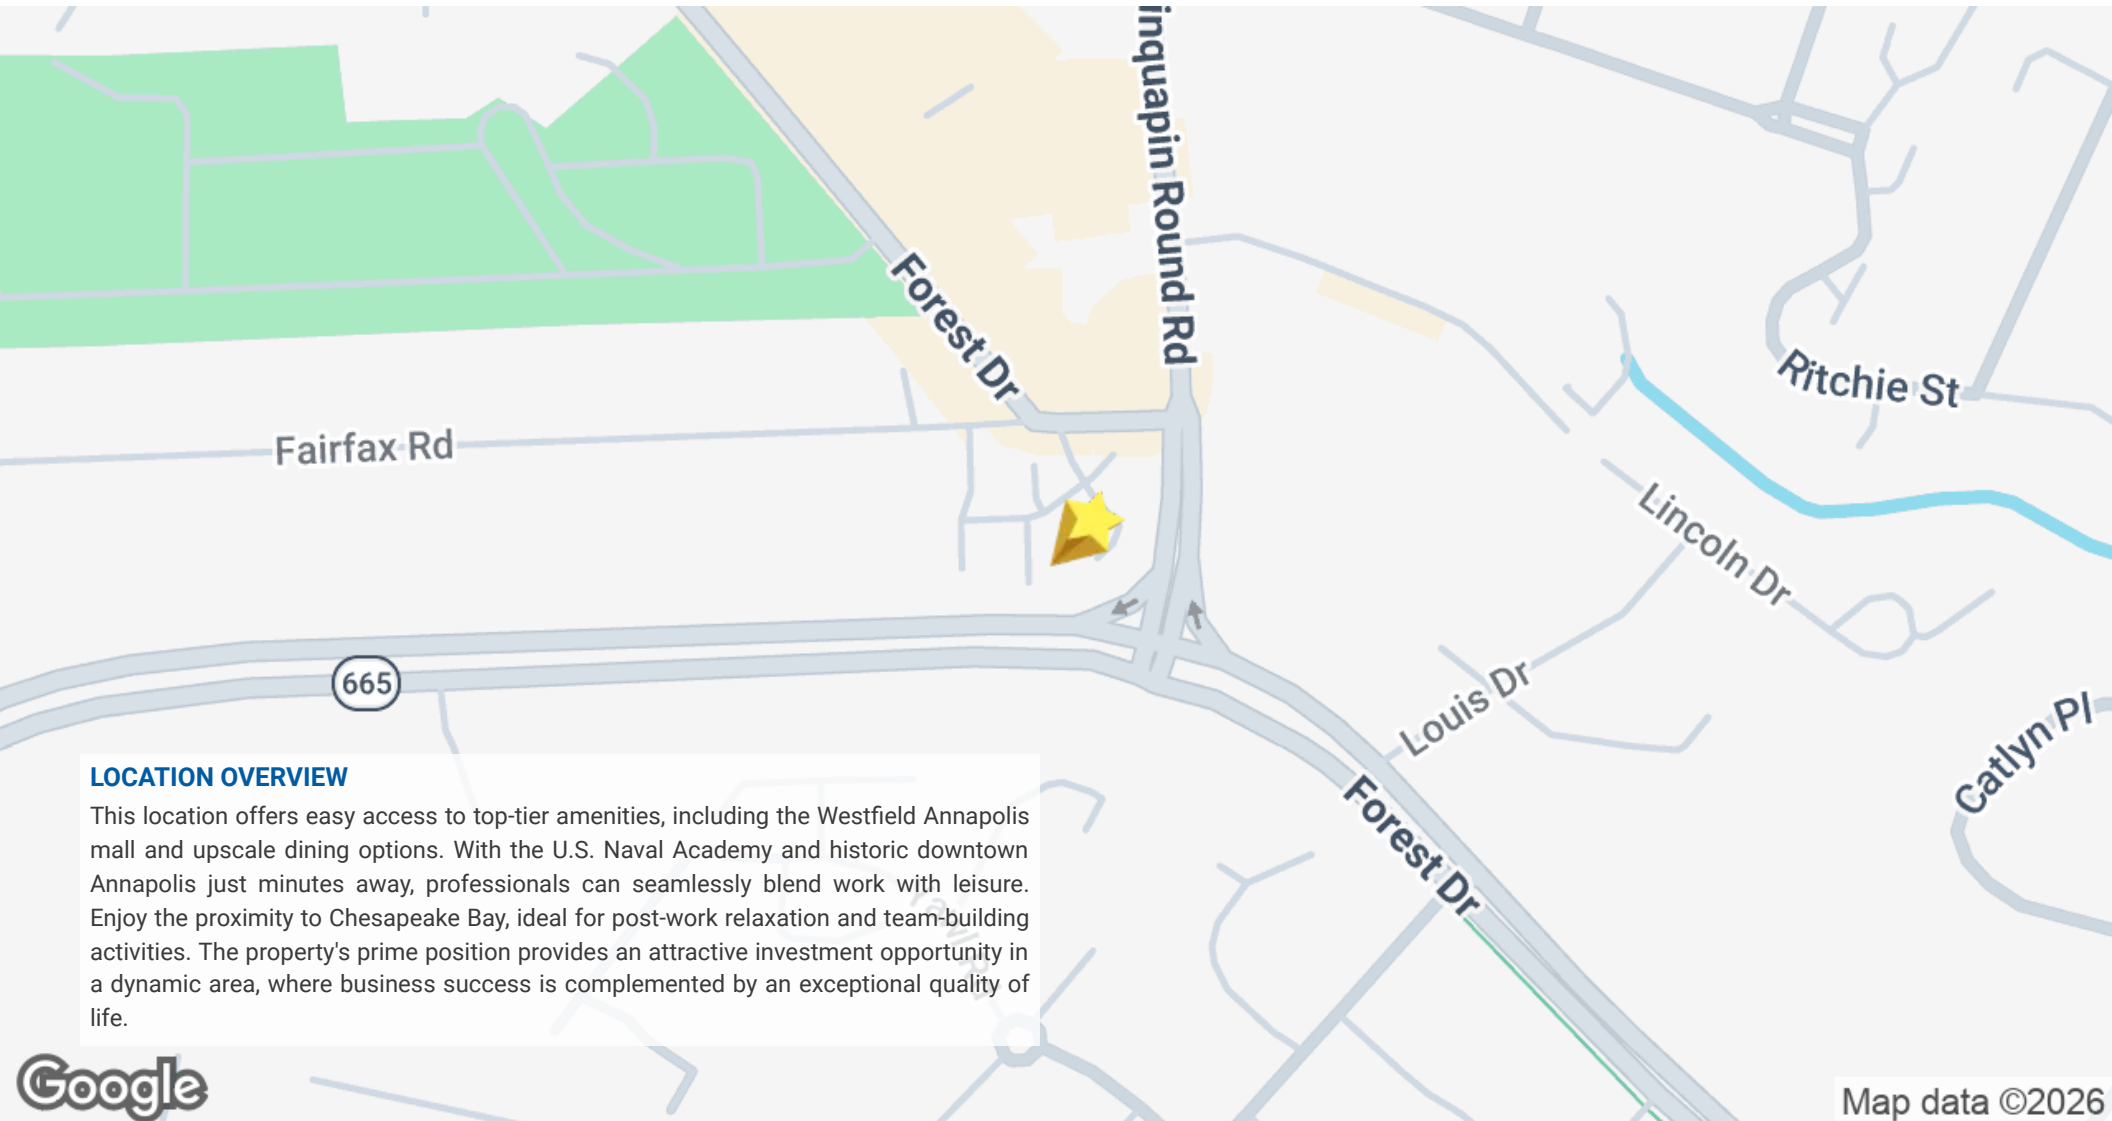 inquapin Round Rd
Forest Dr
Fairfax Rd
Ritchie St
Lincoln Dr
665
Louis Dr
Catlyn Pl
Forest Dr
LOCATION OVERVIEW
This location offers easy access to top-tier amenities, including the Westfield Annapolis
mall and upscale dining options. With the U.S. Naval Academy and historic downtown
Annapolis just minutes away, professionals can seamlessly blend work with leisure.
Enjoy the proximity to Chesapeake Bay, ideal for post-work relaxation and team-building
activities. The property's prime position provides an attractive investment opportunity in
a dynamic area, where business success is complemented by an exceptional quality of
life.
Google
Map data ©2026